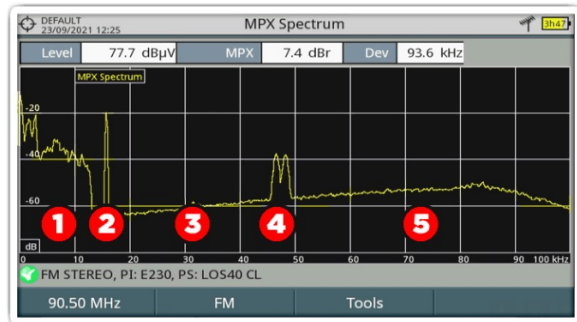 DEFAULT
23/09/2021 12:25
MPX Spectrum
3h47
Level 77.7 dBµV MPX 7.4 dBr Dev 93.6 kHz
MPX Spectrum
-20
-40
-60
1 2 3 4 5
dB
0 10 20 30 40 50 60 70 80 90 100 kHz
FM STEREO, PI: E230, PS: LOS40 CL
90.50 MHz FM Tools